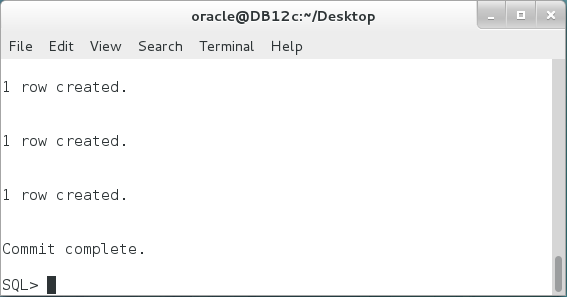 oracle@DB12c:~/Desktop
File Edit View Search Terminal Help
1 row created.
1 row created.
1 row created.
Commit complete.
SQL>